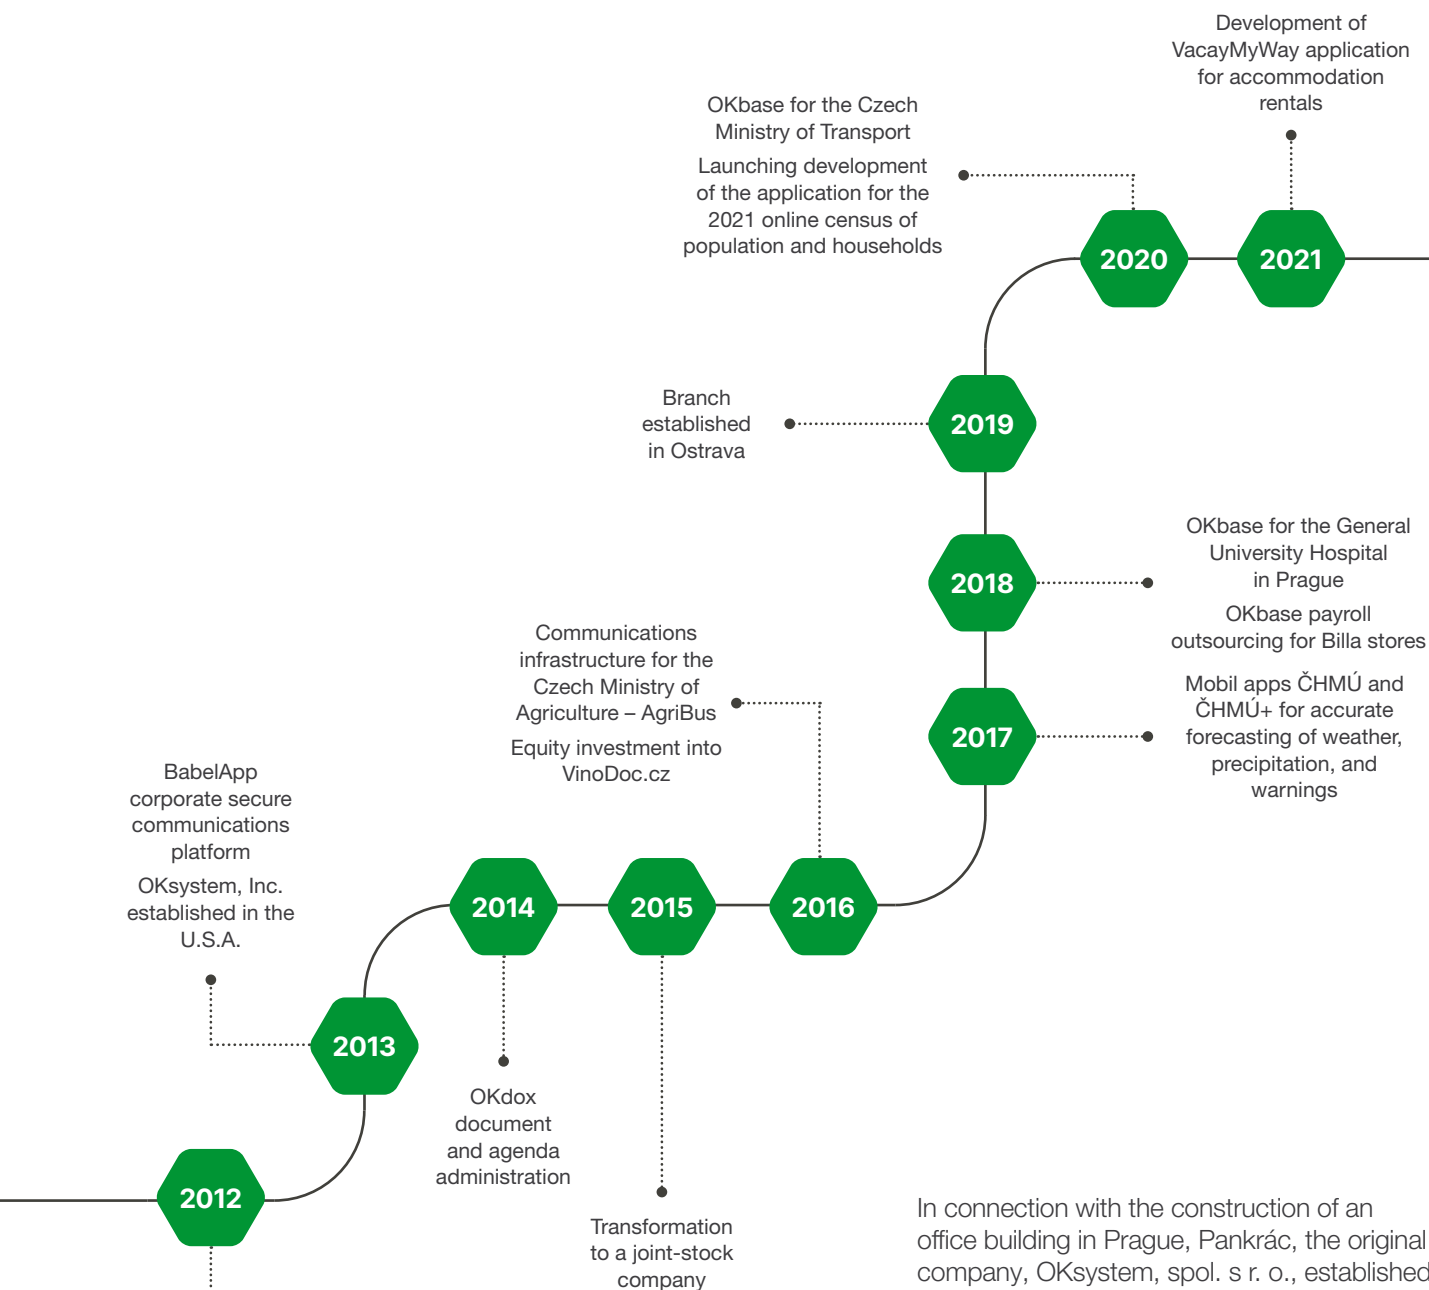 Development of
VacayMyWay application
for accommodation
rentals
OKbase for the Czech
Ministry of Transport
Launching development
of the application for the
2021 online census of
population and households
2020
2021
Branch
established
in Ostrava
2019
OKbase for the General
University Hospital
in Prague
OKbase payroll
outsourcing for Billa stores
2018
Communications
infrastructure for the
Czech Ministry of
Agriculture – AgriBus
Equity investment into
VinoDoc.cz
Mobil apps ČHMÚ and
ČHMÚ+ for accurate
forecasting of weather,
precipitation, and
warnings
2017
BabelApp
corporate secure
communications
platform
OKsystem, Inc.
established in the
U.S.A.
2014
2015
2016
2013
OKdox
document
and agenda
administration
2012
Transformation
to a joint-stock
company
In connection with the construction of an
office building in Prague, Pankrác, the original
company, OKsystem, spol. s r. o., established